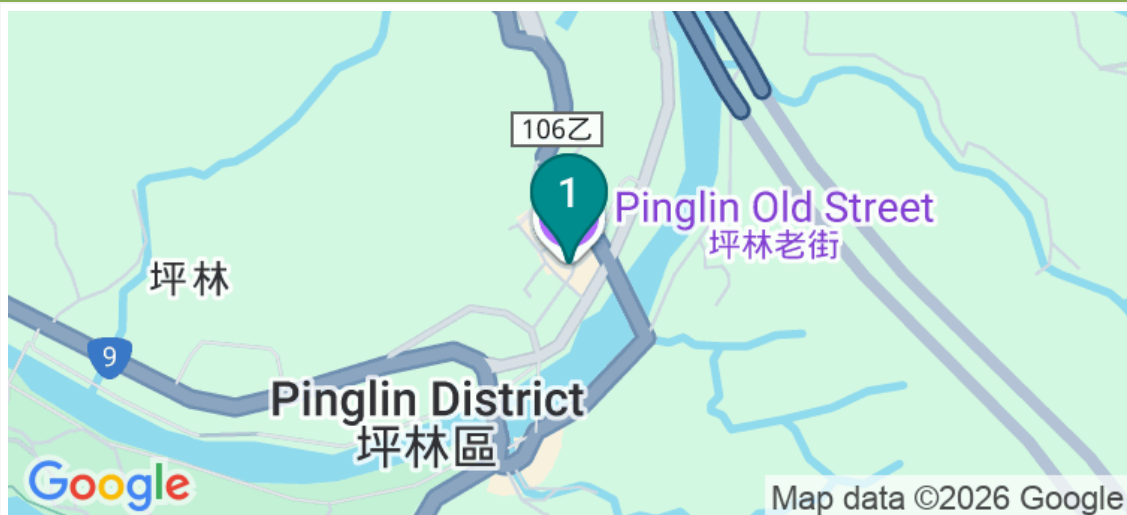 106乙
1
Pinglin Old Street
坪林老街
坪林
9
Pinglin District
坪林區
Google
Map data ©2026 Google